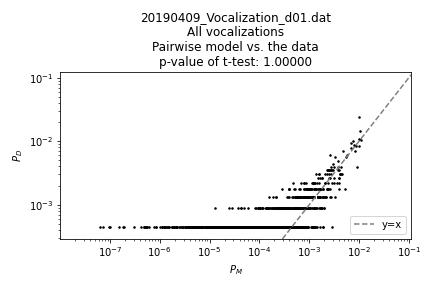 20190409_Vocalization_d01.dat
All vocalizations
Pairwise model vs. the data
p-value of t-test: 1.00000
10⁻¹
10⁻²
10⁻³
P_D
y=x
10⁻⁷ 10⁻⁶ 10⁻⁵ 10⁻⁴ 10⁻³ 10⁻² 10⁻¹
P_M